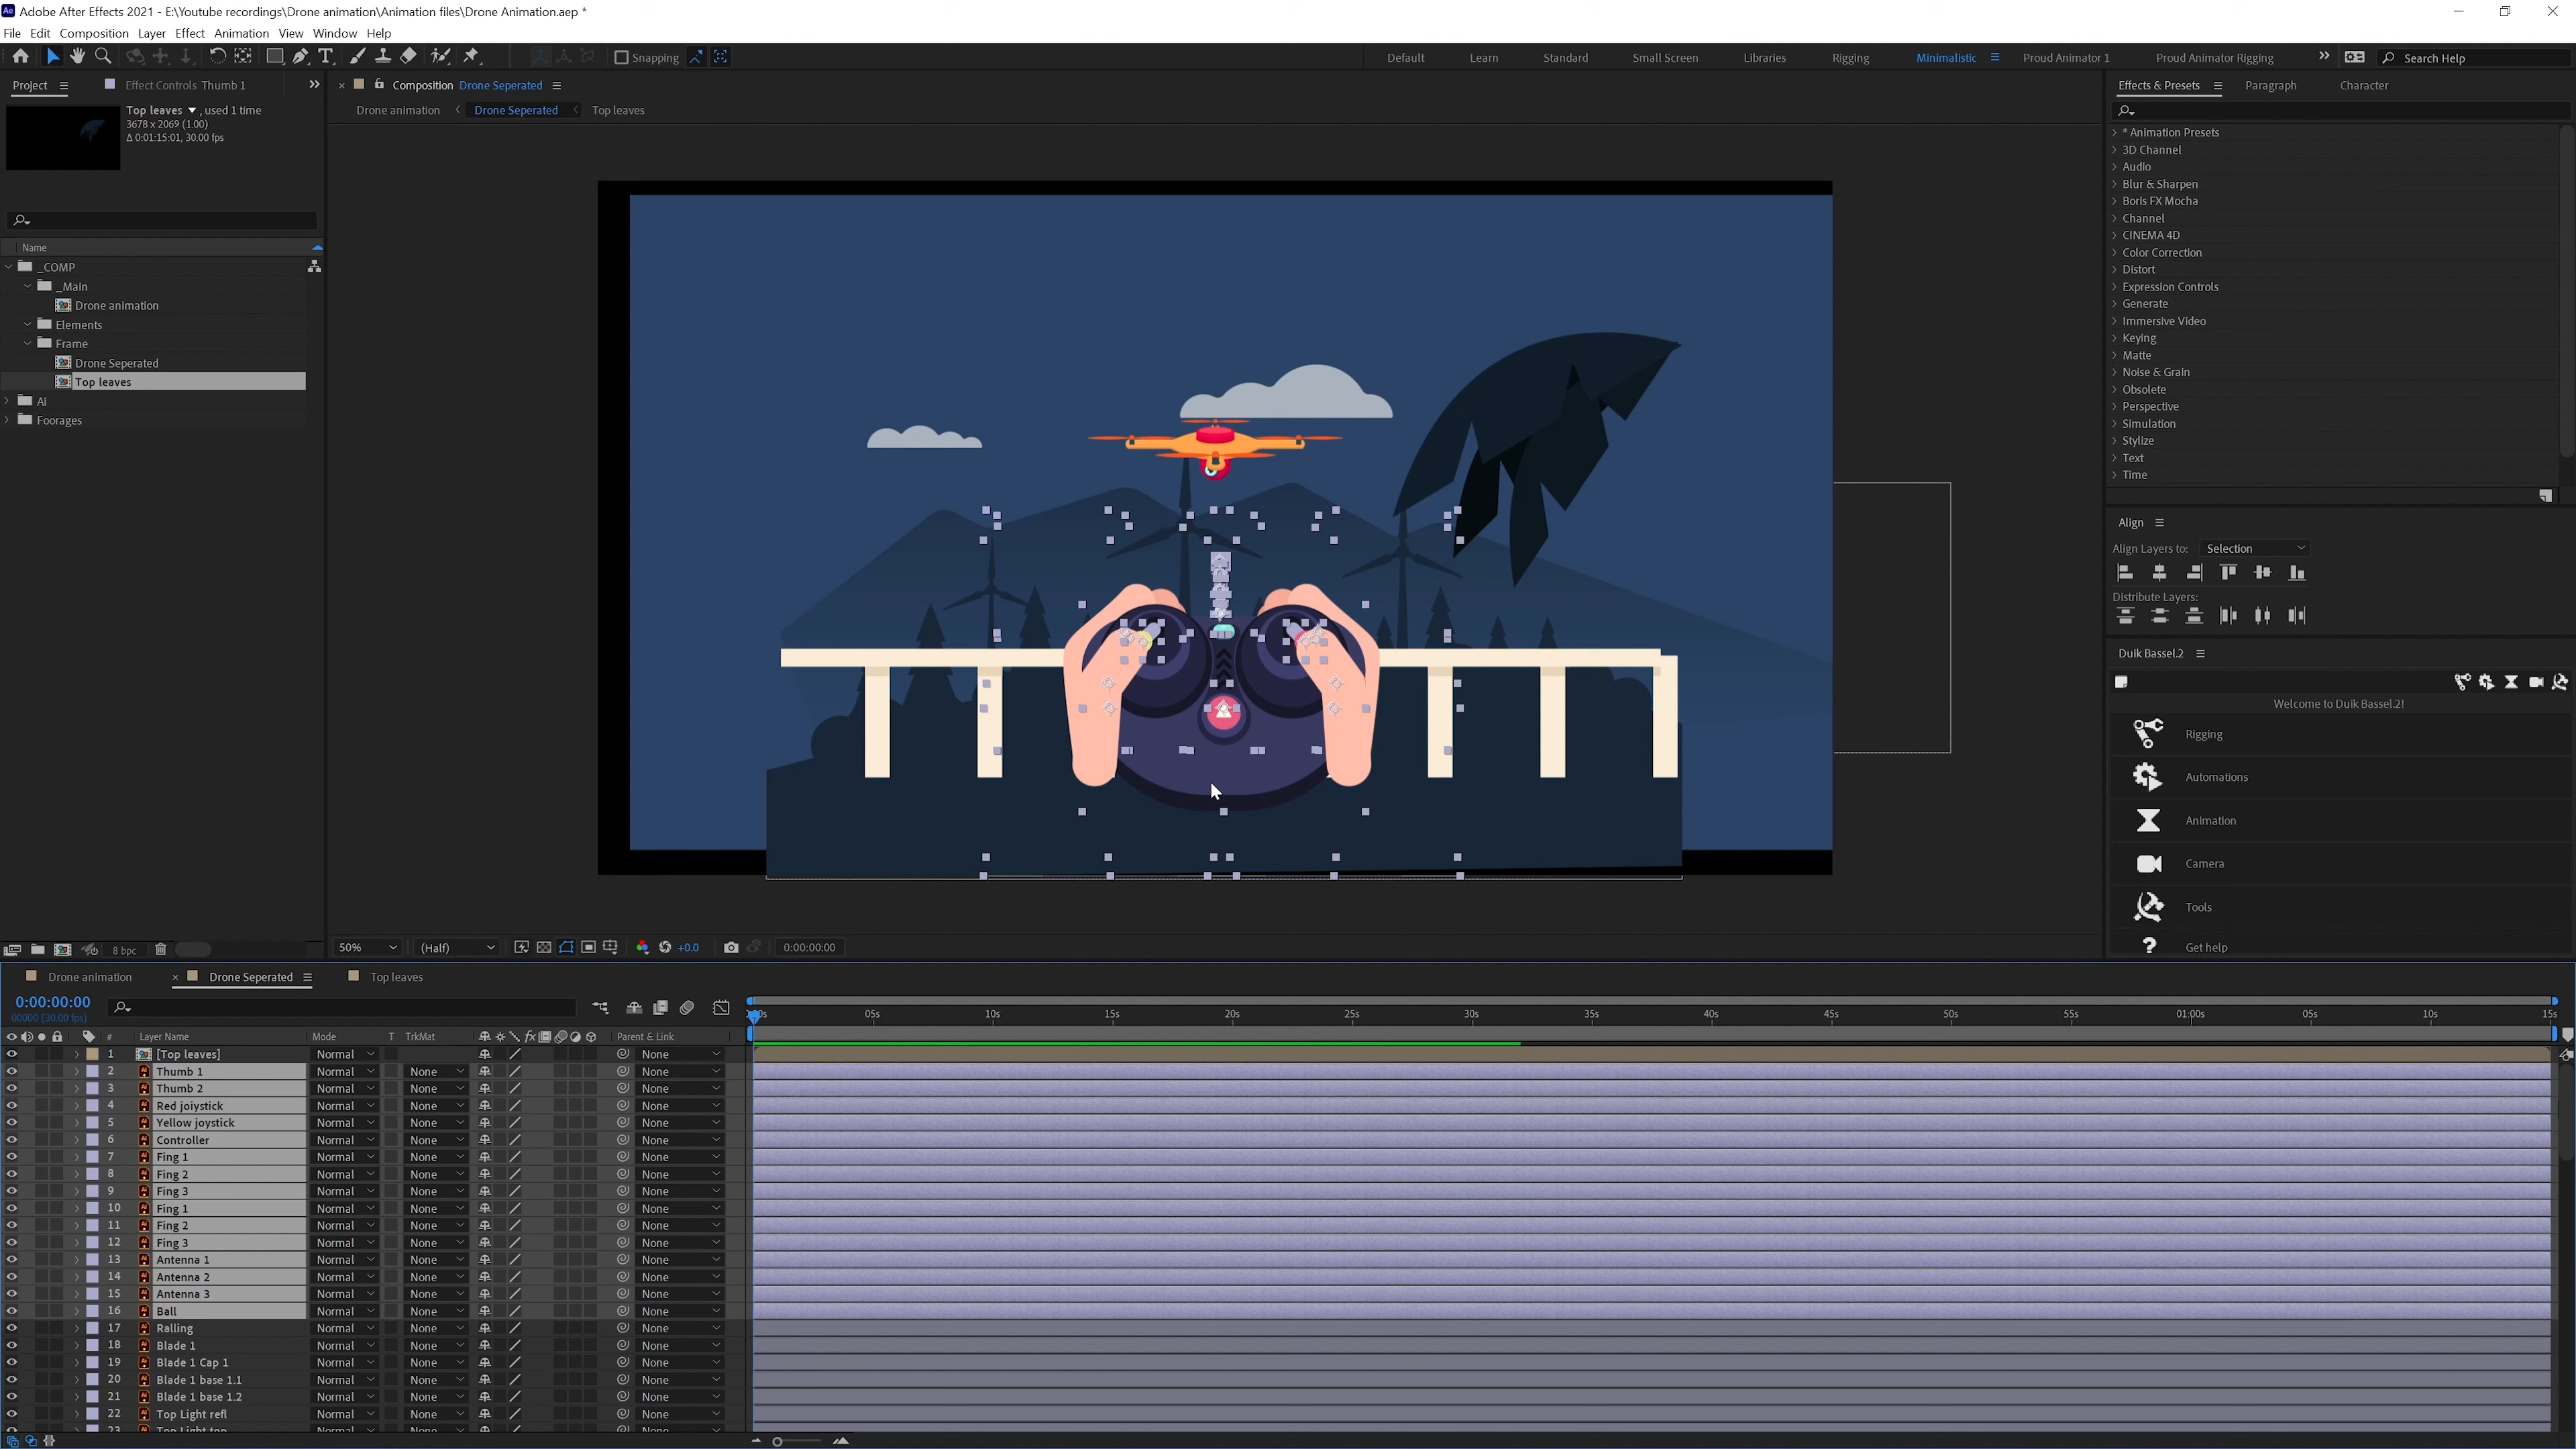 Adobe After Effects 2021 - E:\Youtube recordings\Drone animation\Animation files\Drone Animation.aep *
File Edit Composition Layer Effect Animation View Window Help
Snapping Default Learn Standard Small Screen Libraries Rigging Minimalistic Proud Animator 1 Proud Animator Rigging Search Help
Project Effect Controls Thumb 1
Top leaves , used 1 time
3678 x 2069 (1.00)
Δ 0:01:15:01, 30.00 fps
Name
_COMP
_Main
Drone animation
Elements
Frame
Drone Seperated
Top leaves
Ai
Footages
8 bpc
Composition Drone Seperated
Drone animation Drone Seperated Top leaves
50% (Half) +0.0 0:00:00:00
Effects & Presets Paragraph Character
* Animation Presets
3D Channel
Audio
Blur & Sharpen
Boris FX Mocha
Channel
CINEMA 4D
Color Correction
Distort
Expression Controls
Generate
Immersive Video
Keying
Matte
Noise & Grain
Obsolete
Perspective
Simulation
Stylize
Text
Time
Align
Align Layers to: Selection
Distribute Layers:
Duik Bassel.2
Welcome to Duik Bassel.2!
Rigging
Automations
Animation
Camera
Tools
Get help
Drone animation Drone Seperated Top leaves
0:00:00:00
00000 (30.00 fps)
05s 10s 15s 20s 25s 30s 35s 40s 45s 50s 55s 01:00s 05s 10s 15s
# Layer Name Mode T TrkMat Parent & Link
1 [Top leaves] Normal None
2 Thumb 1 Normal None None
3 Thumb 2 Normal None None
4 Red joiystick Normal None None
5 Yellow joystick Normal None None
6 Controller Normal None None
7 Fing 1 Normal None None
8 Fing 2 Normal None None
9 Fing 3 Normal None None
10 Fing 1 Normal None None
11 Fing 2 Normal None None
12 Fing 3 Normal None None
13 Antenna 1 Normal None None
14 Antenna 2 Normal None None
15 Antenna 3 Normal None None
16 Ball Normal None None
17 Ralling Normal None None
18 Blade 1 Normal None None
19 Blade 1 Cap 1 Normal None None
20 Blade 1 base 1.1 Normal None None
21 Blade 1 base 1.2 Normal None None
22 Top Light refl Normal None None
23 Top Light top Normal None None